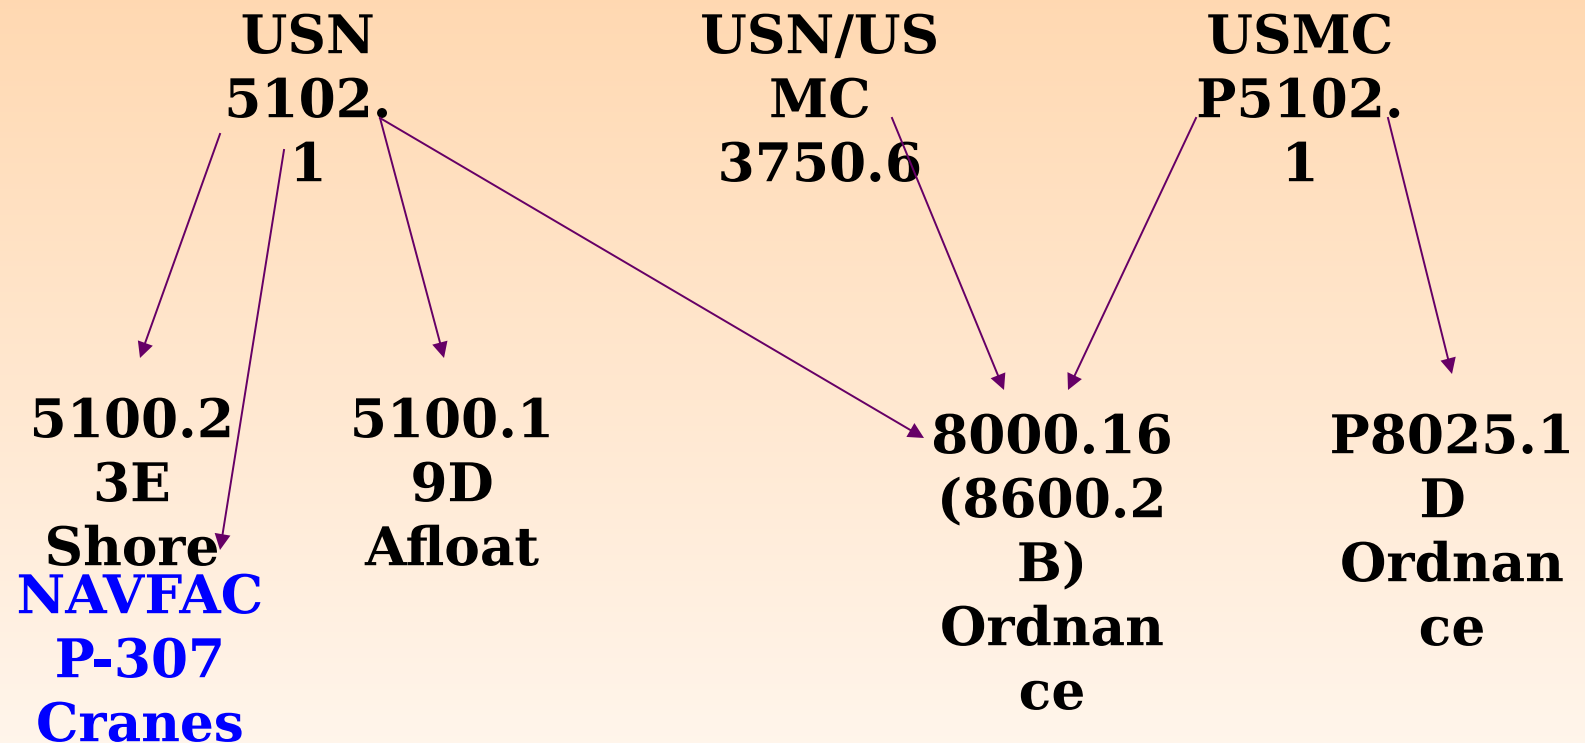 USN
5102.
1
USN/US
MC
3750.6
USMC
P5102.
1
5100.2
3E
Shore
NAVFAC
P-307
Cranes
5100.1
9D
Afloat
8000.16
(8600.2
B)
Ordnan
ce
P8025.1
D
Ordnan
ce